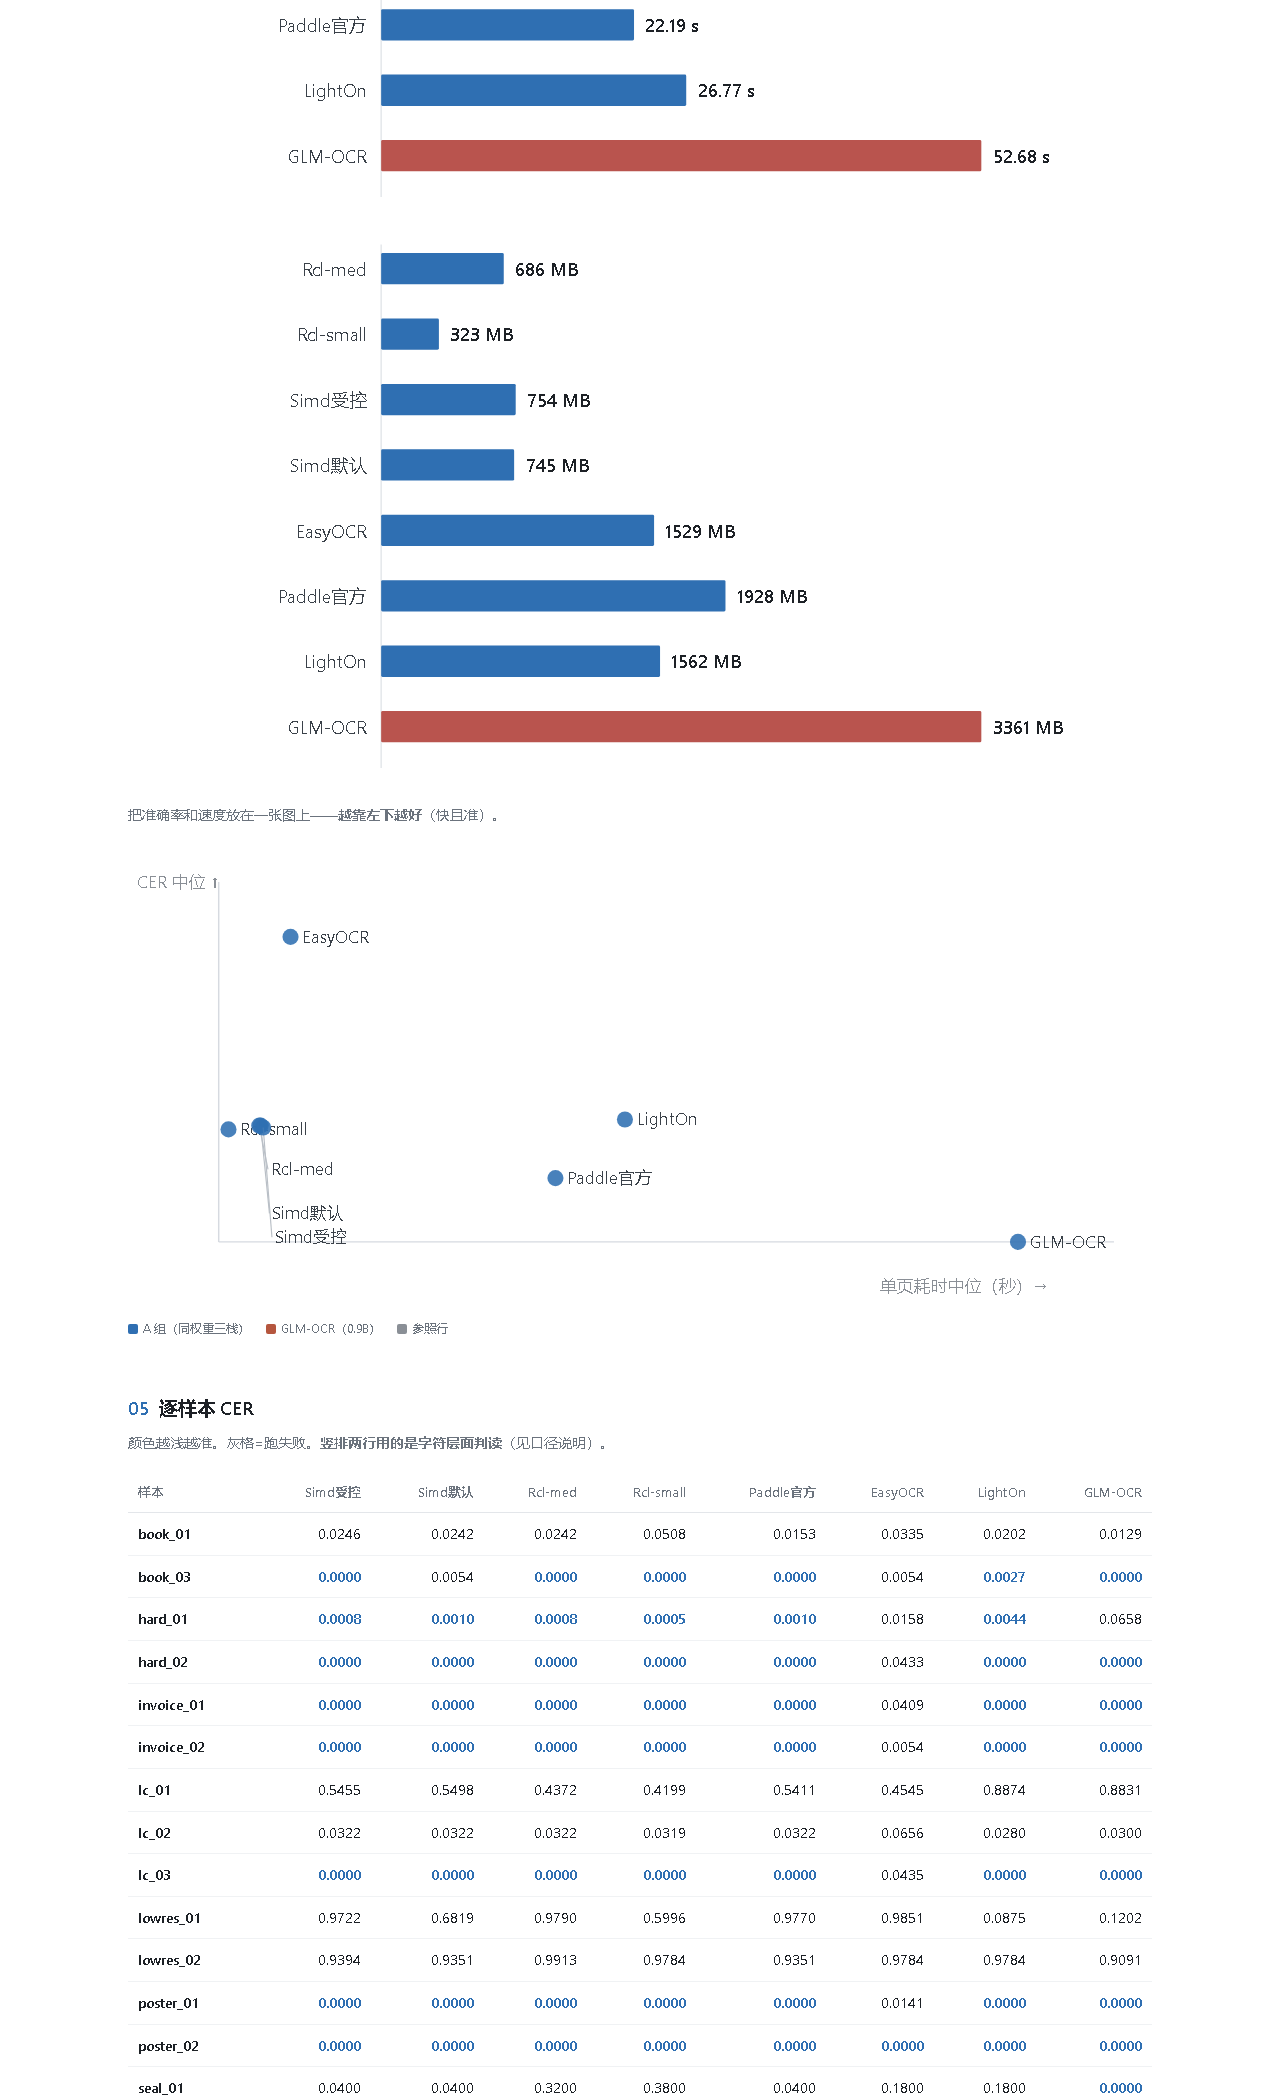 Paddle官方 22.19 s
LightOn 26.77 s
GLM-OCR 52.68 s
Rcl-med 686 MB
Rcl-small 323 MB
Simd受控 754 MB
Simd默认 745 MB
EasyOCR 1529 MB
Paddle官方 1928 MB
LightOn 1562 MB
GLM-OCR 3361 MB
把准确率和速度放在一张图上——越靠左下越好（快且准）。
CER 中位 ↑
EasyOCR
LightOn
Rcl-small
Rcl-med
Paddle官方
Simd默认
Simd受控
GLM-OCR
单页耗时中位（秒）→
A 组（同权重三栈） GLM-OCR（0.9B） 参照行
05 逐样本 CER
颜色越浅越准。灰格=跑失败。竖排两行用的是字符层面判读（见口径说明）。
样本 Simd受控 Simd默认 Rcl-med Rcl-small Paddle官方 EasyOCR LightOn GLM-OCR
book_01 0.0246 0.0242 0.0242 0.0508 0.0153 0.0335 0.0202 0.0129
book_03 0.0000 0.0054 0.0000 0.0000 0.0000 0.0054 0.0027 0.0000
hard_01 0.0008 0.0010 0.0008 0.0005 0.0010 0.0158 0.0044 0.0658
hard_02 0.0000 0.0000 0.0000 0.0000 0.0000 0.0433 0.0000 0.0000
invoice_01 0.0000 0.0000 0.0000 0.0000 0.0000 0.0409 0.0000 0.0000
invoice_02 0.0000 0.0000 0.0000 0.0000 0.0000 0.0054 0.0000 0.0000
lc_01 0.5455 0.5498 0.4372 0.4199 0.5411 0.4545 0.8874 0.8831
lc_02 0.0322 0.0322 0.0322 0.0319 0.0322 0.0656 0.0280 0.0300
lc_03 0.0000 0.0000 0.0000 0.0000 0.0000 0.0435 0.0000 0.0000
lowres_01 0.9722 0.6819 0.9790 0.5996 0.9770 0.9851 0.0875 0.1202
lowres_02 0.9394 0.9351 0.9913 0.9784 0.9351 0.9784 0.9784 0.9091
poster_01 0.0000 0.0000 0.0000 0.0000 0.0000 0.0141 0.0000 0.0000
poster_02 0.0000 0.0000 0.0000 0.0000 0.0000 0.0000 0.0000 0.0000
seal_01 0.0400 0.0400 0.3200 0.3800 0.0400 0.1800 0.1800 0.0000